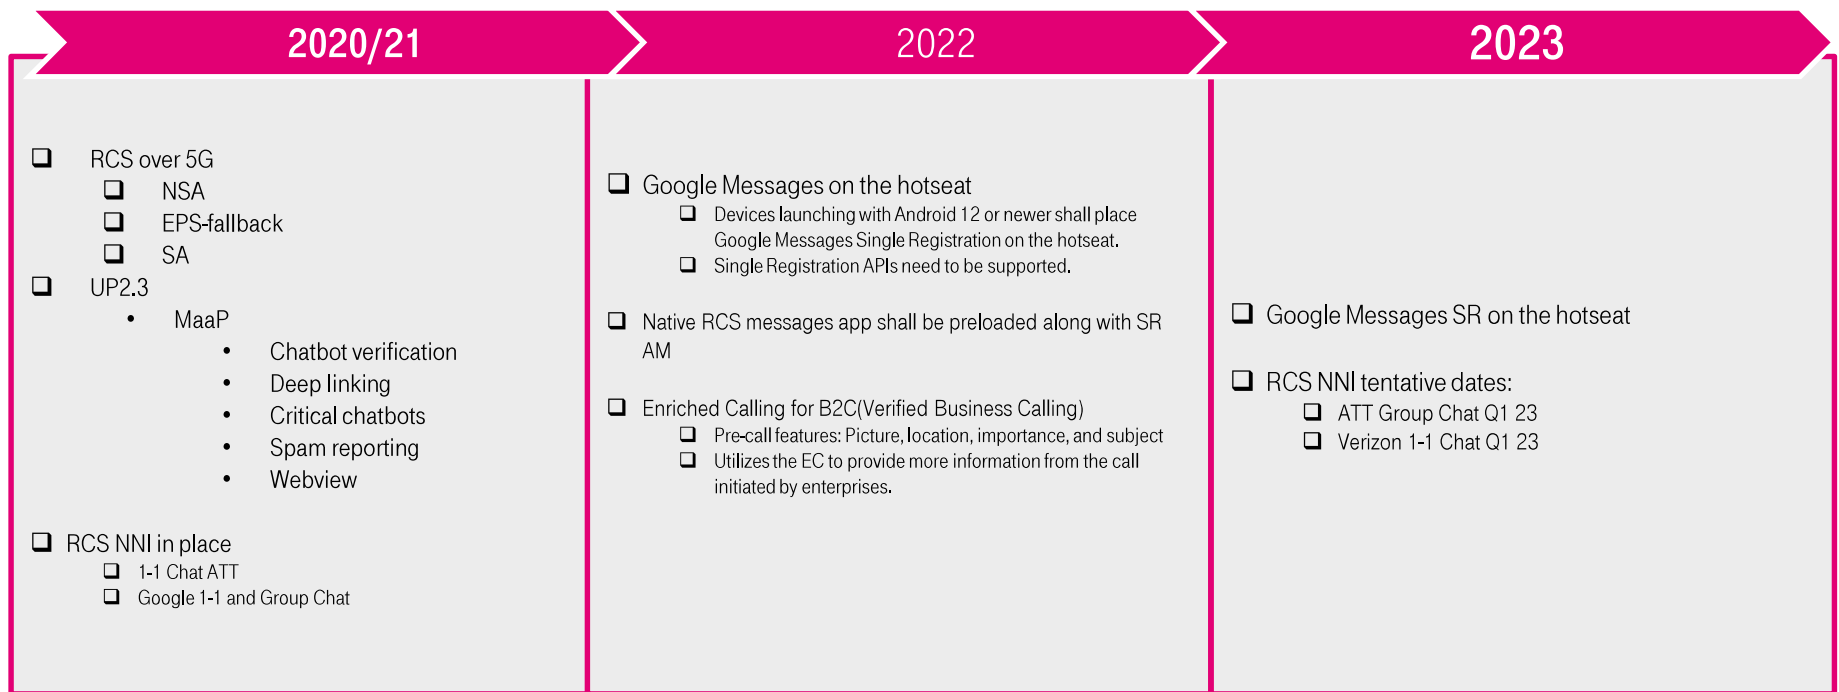 2020/21
RCS over 5G
NSA
EPS-fallback
SA
UP2.3
MaaP
Chatbot verification
Deep linking
Critical chatbots
Spam reporting
Webview
RCS NNI in place
1-1 Chat ATT
Google 1-1 and Group Chat
2022
Google Messages on the hotseat
Devices launching with Android 12 or newer shall place
Google Messages Single Registration on the hotseat.
Single Registration APIs need to be supported.
Native RCS messages app shall be preloaded along with SR
AM
Enriched Calling for B2C(Verified Business Calling)
Pre-call features: Picture, location, importance, and subject
Utilizes the EC to provide more information from the call
initiated by enterprises.
2023
Google Messages SR on the hotseat
RCS NNI tentative dates:
ATT Group Chat Q1 23
Verizon 1-1 Chat Q1 23